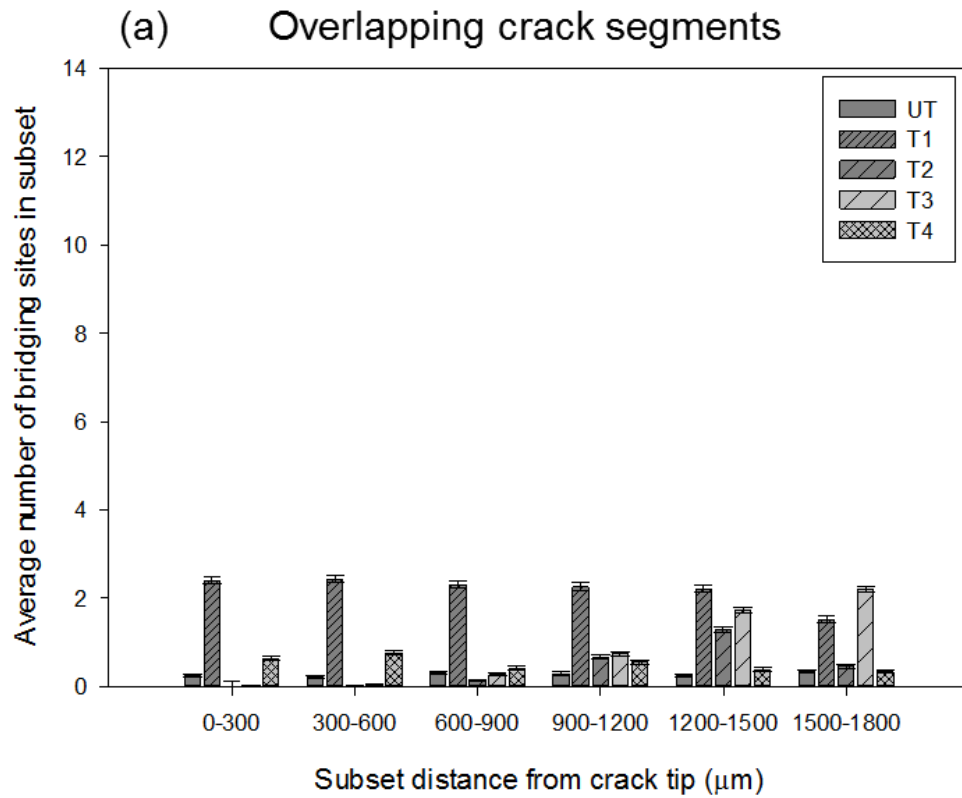 (a) Overlapping crack segments
14
12
10
8
6
4
2
0
Average number of bridging sites in subset
UT
T1
T2
T3
T4
0-300 300-600 600-900 900-1200 1200-1500 1500-1800
Subset distance from crack tip (μm)